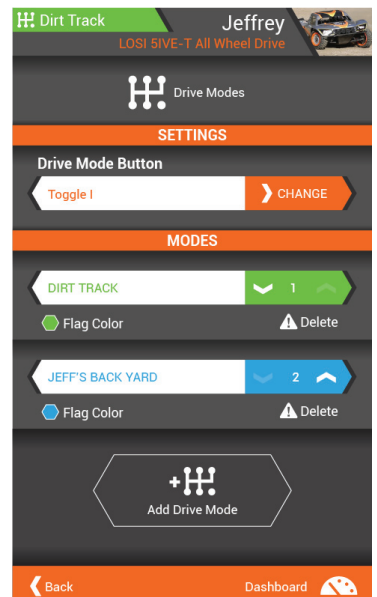 Dirt Track
Jeffrey
LOSI 5IVE-T All Wheel Drive
Drive Modes
SETTINGS
Drive Mode Button
Toggle I
CHANGE
MODES
DIRT TRACK
1
Flag Color
Delete
JEFF'S BACK YARD
2
Flag Color
Delete
+
Add Drive Mode
Back
Dashboard